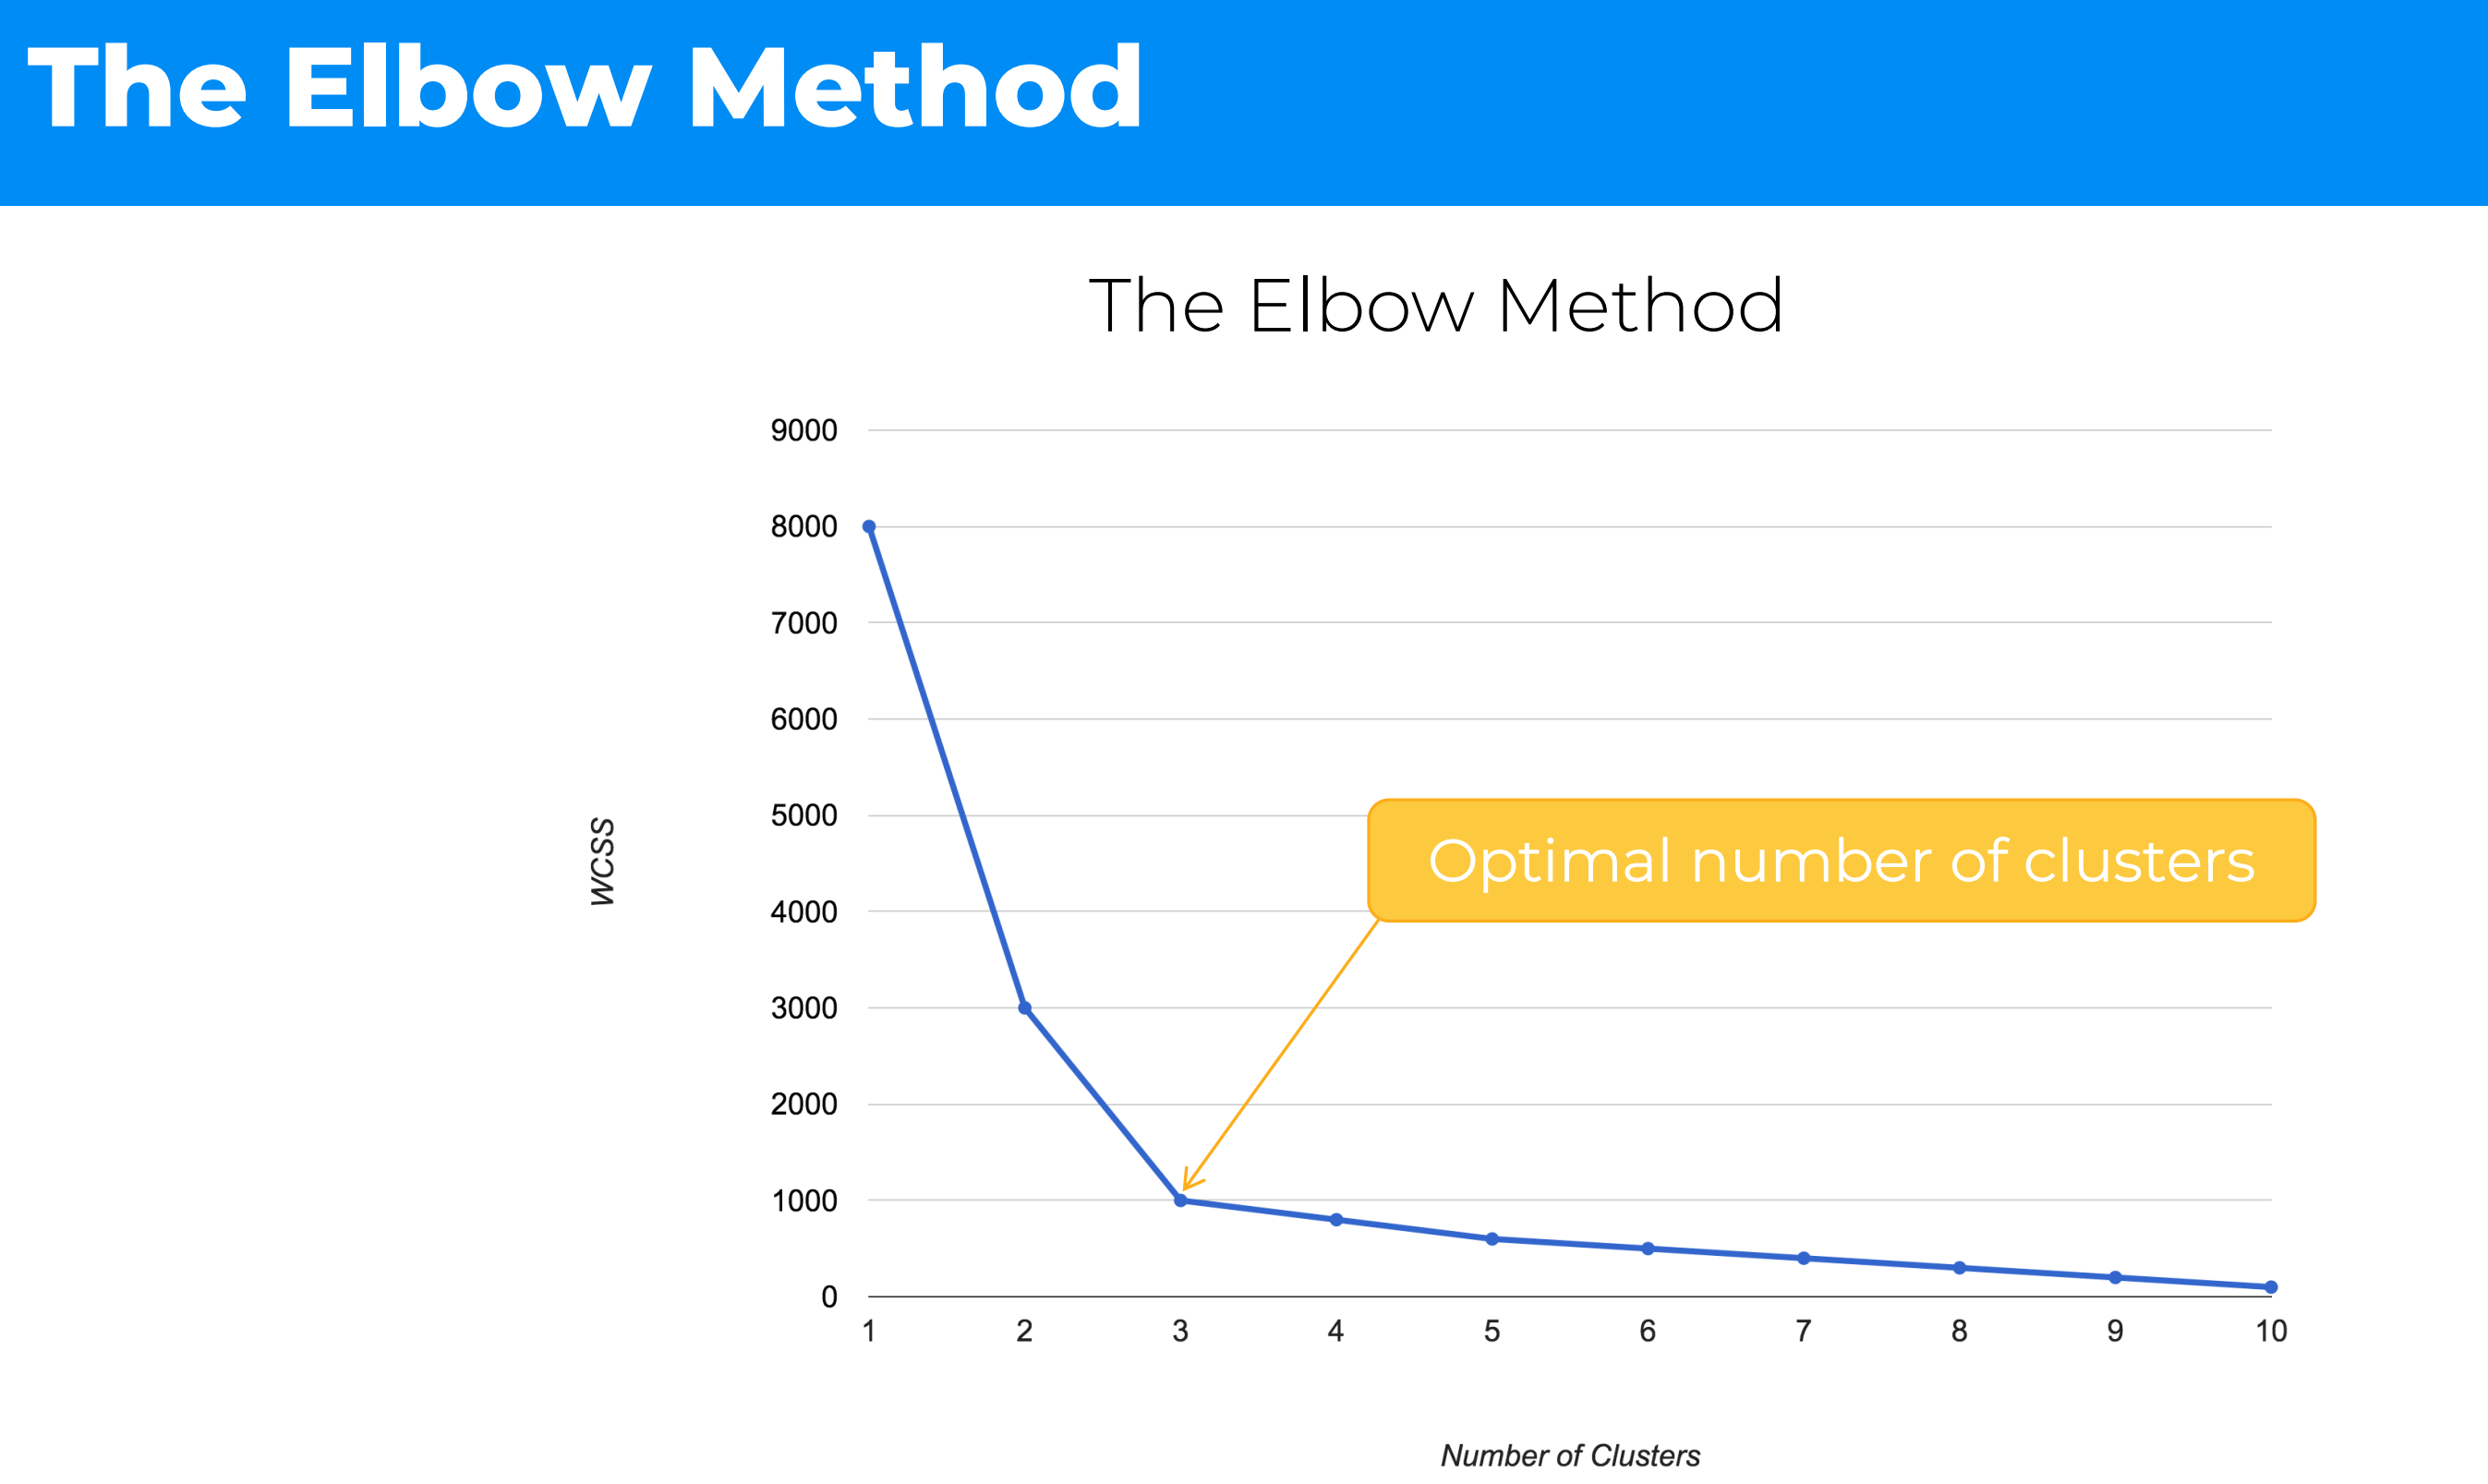 The Elbow Method
The Elbow Method
9000
8000
7000
6000
5000
4000
3000
2000
1000
0
WCSS
Optimal number of clusters
1 2 3 4 5 6 7 8 9 10
Number of Clusters